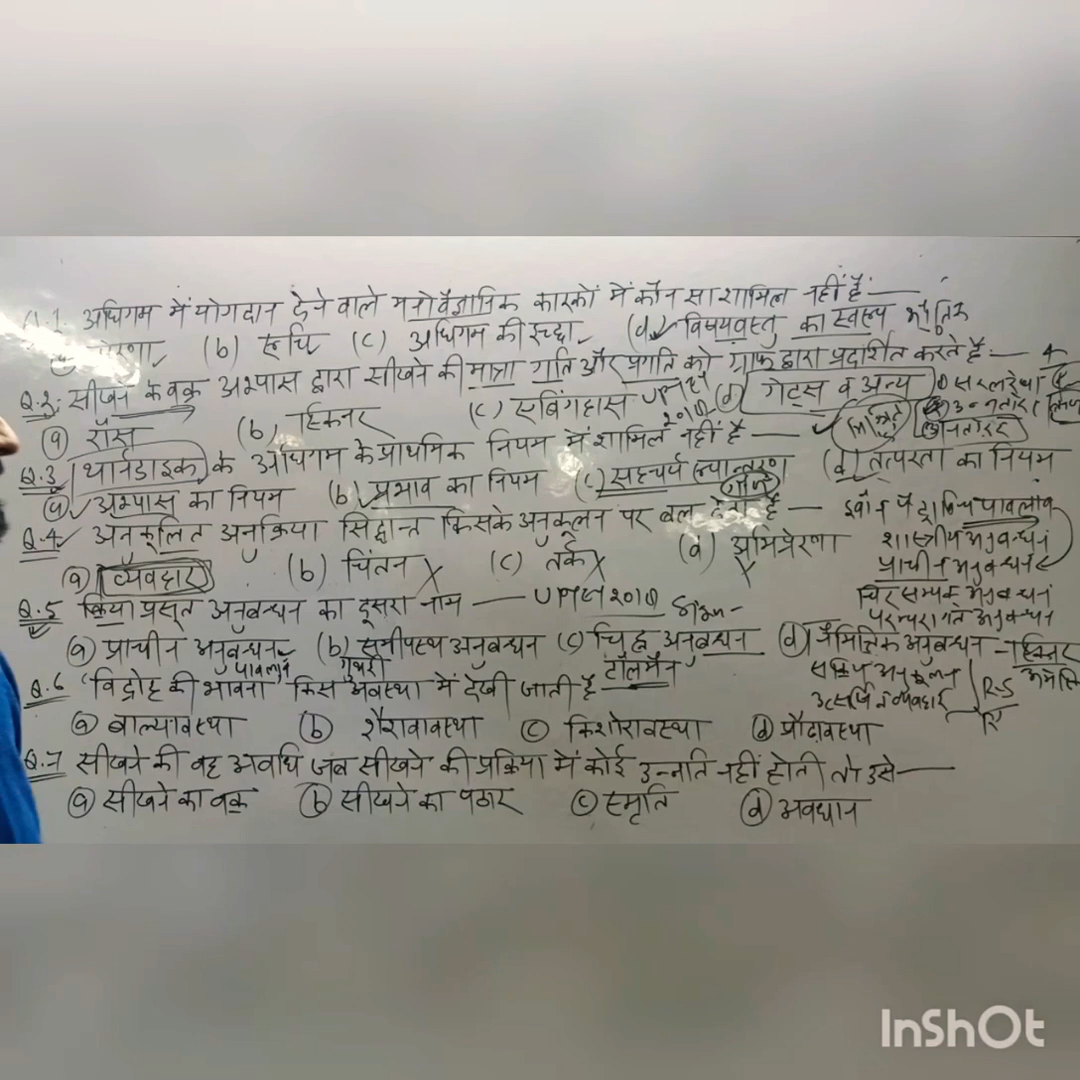 Q.1 अधिगम में योगदान देने वाले मनोवैज्ञानिक कारकों में कौन सा शामिल नहीं है:—
प्रेरणा (b) रूचि (c) अधिगम की इच्छा (d) विषयवस्तु का स्वरूप भौतिक
Q.2: सीखने के वक्र अभ्यास द्वारा सीखने की मात्रा गति और प्रगति को ग्राफ द्वारा प्रदर्शित करते है:— 4
(a) रॉस (b) स्किनर (c) एबिंगहास (d) गेट्स व अन्य सरलरेखा
Q.3 थार्नडाइक के अधिगम के प्राथमिक नियम में शामिल नहीं है— मिश्रित
(a) अभ्यास का नियम (b) प्रभाव का नियम (c) सहचर्य (d) तत्परता का नियम
गौण
Q.4 अनुकूलित अनुक्रिया सिद्धान्त किसके अनुकूलन पर बल देता है— पावलाव
(a) व्यवहार (b) चिंतन (c) तर्क (d) अभिप्रेरणा शास्त्रीय अनुबन्धन
प्राचीन अनुबन्धन
Q.5 क्रिया प्रसूत अनुबन्धन का दूसरा नाम— चिरसम्मत अनुबन्धन
परम्परागत अनुबन्धन
(a) प्राचीन अनुबन्धन (b) समीपस्थ अनुबन्धन (c) चिह्न अनुबन्धन (d) नैमित्तिक अनुबन्धन – स्किनर
पावलाव गुथरी टॉलमैन
Q.6 'विद्रोह की भावना' किस अवस्था में देखी जाती है— सक्रिय अनुकूलन R-S
(a) बाल्यावस्था (b) शैशवावस्था (c) किशोरावस्था (d) प्रौढ़ावस्था
Q.7 सीखने की वह अवधि जब सीखने की प्रक्रिया में कोई उन्नति नहीं होती तो उसे—
(a) सीखने का वक्र (b) सीखने का पठार (c) स्मृति (d) अवधान
InShOt